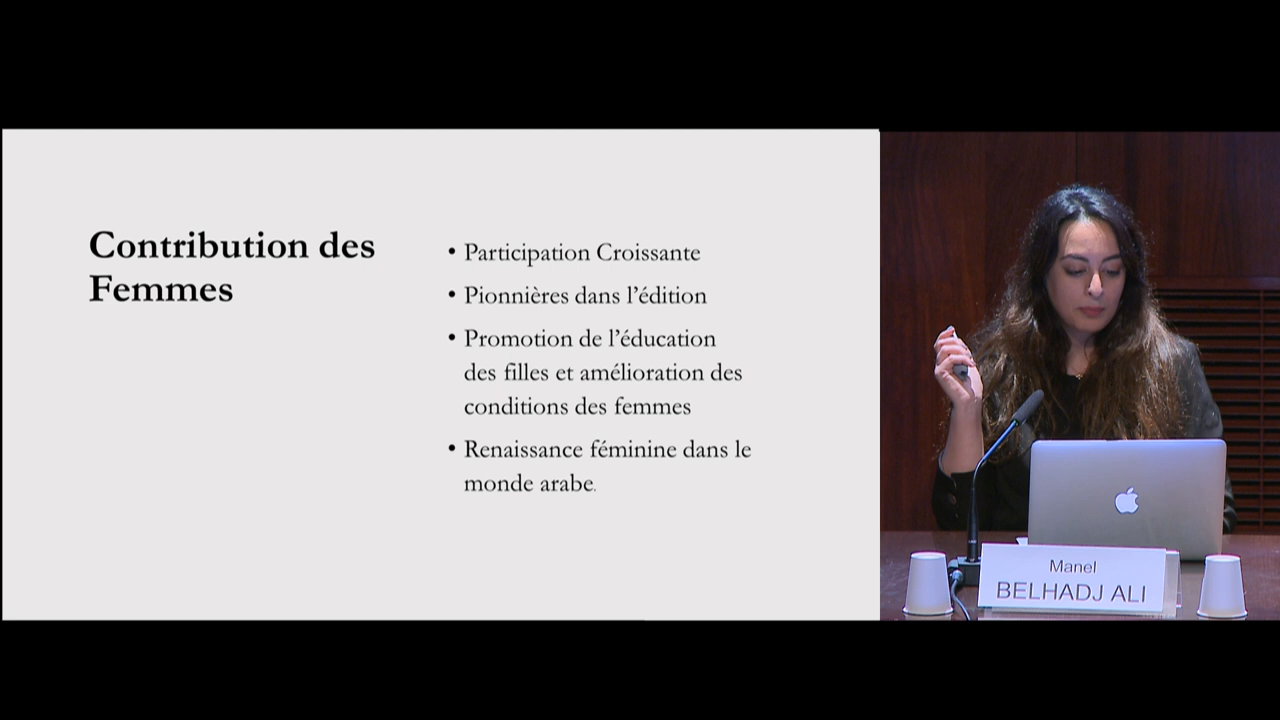 Contribution des
Femmes
• Participation Croissante
• Pionnières dans l’édition
• Promotion de l’éducation
des filles et amélioration des
conditions des femmes
• Renaissance féminine dans le
monde arabe.
Manel
BELHADJ ALI